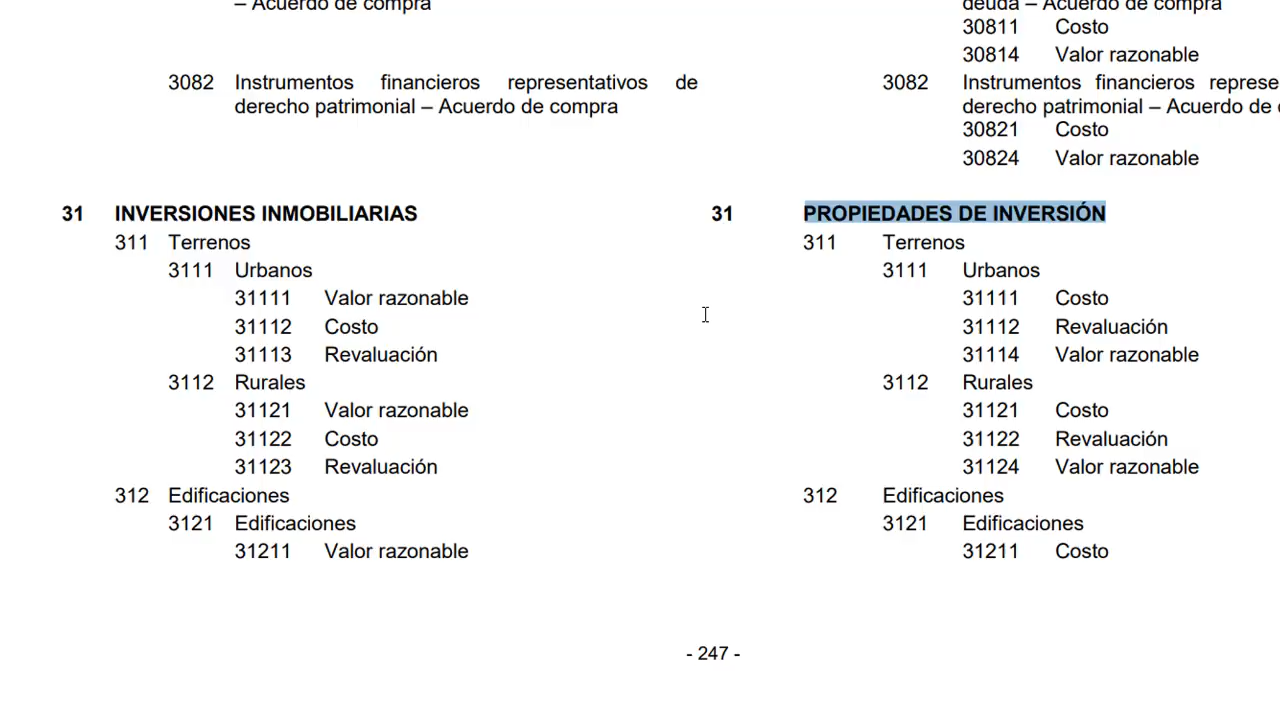 – Acuerdo de compra
3082 Instrumentos financieros representativos de
derecho patrimonial – Acuerdo de compra
31 INVERSIONES INMOBILIARIAS
311 Terrenos
3111 Urbanos
31111 Valor razonable
31112 Costo
31113 Revaluación
3112 Rurales
31121 Valor razonable
31122 Costo
31123 Revaluación
312 Edificaciones
3121 Edificaciones
31211 Valor razonable
deuda – Acuerdo de compra
30811 Costo
30814 Valor razonable
3082 Instrumentos financieros represe
derecho patrimonial – Acuerdo de
30821 Costo
30824 Valor razonable
31 PROPIEDADES DE INVERSIÓN
311 Terrenos
3111 Urbanos
31111 Costo
31112 Revaluación
31114 Valor razonable
3112 Rurales
31121 Costo
31122 Revaluación
31124 Valor razonable
312 Edificaciones
3121 Edificaciones
31211 Costo
- 247 -